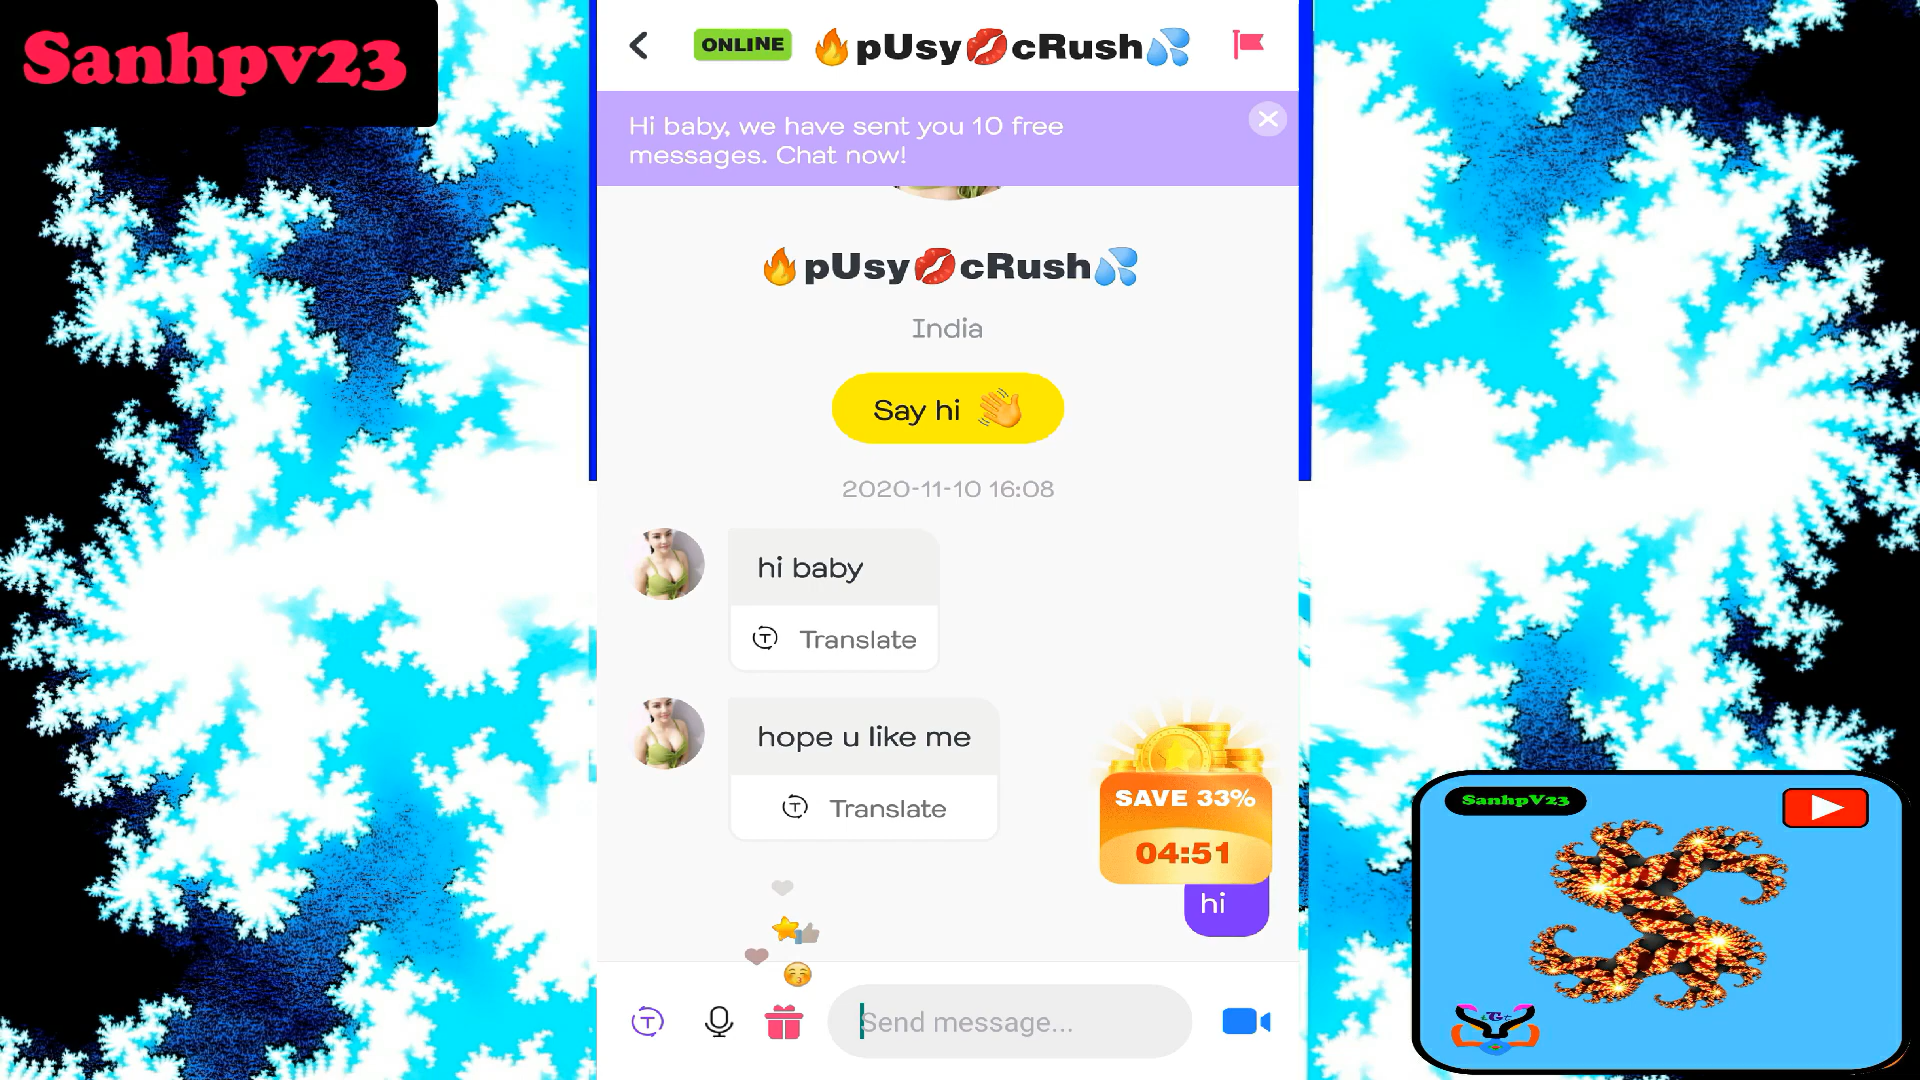 Sanhpv23
ONLINE 🔥pUsy💋cRush💦
Hi baby, we have sent you 10 free
messages. Chat now!
🔥pUsy💋cRush💦
India
Say hi 👋
2020-11-10 16:08
hi baby
Translate
hope u like me
Translate
SAVE 33%
04:51
hi
Send message...
SanhpV23